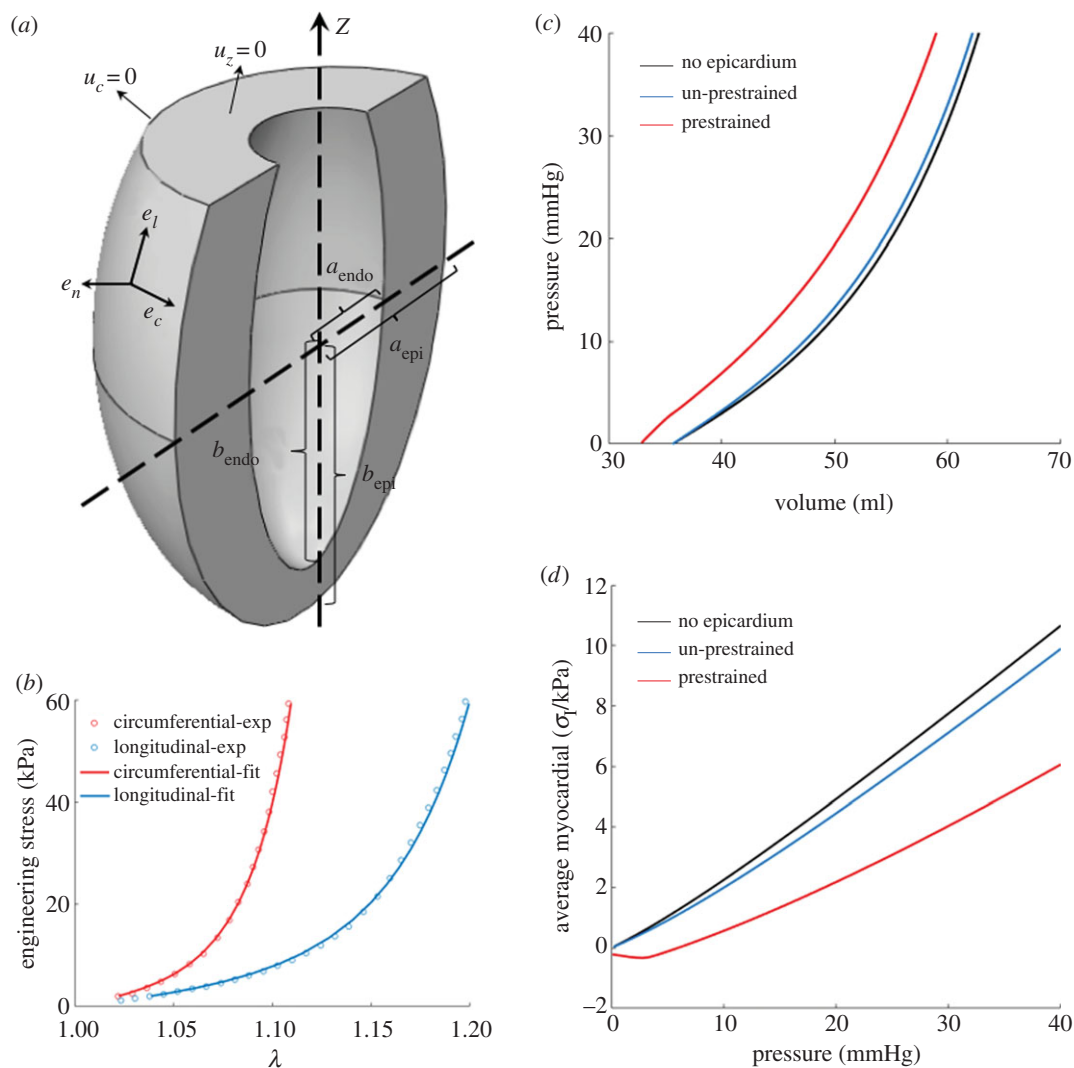 (a)
Z
u_z = 0
u_c = 0
e_l
e_n
e_c
a_endo
a_epi
b_endo
b_epi
(b)
60
40
20
0
engineering stress (kPa)
circumferential-exp
longitudinal-exp
circumferential-fit
longitudinal-fit
1.00 1.05 1.10 1.15 1.20
λ
(c)
40
30
20
10
0
pressure (mmHg)
no epicardium
un-prestrained
prestrained
30 40 50 60 70
volume (ml)
(d)
12
10
8
6
4
2
0
–2
average myocardial (σ_I/kPa)
no epicardium
un-prestrained
prestrained
0 10 20 30 40
pressure (mmHg)